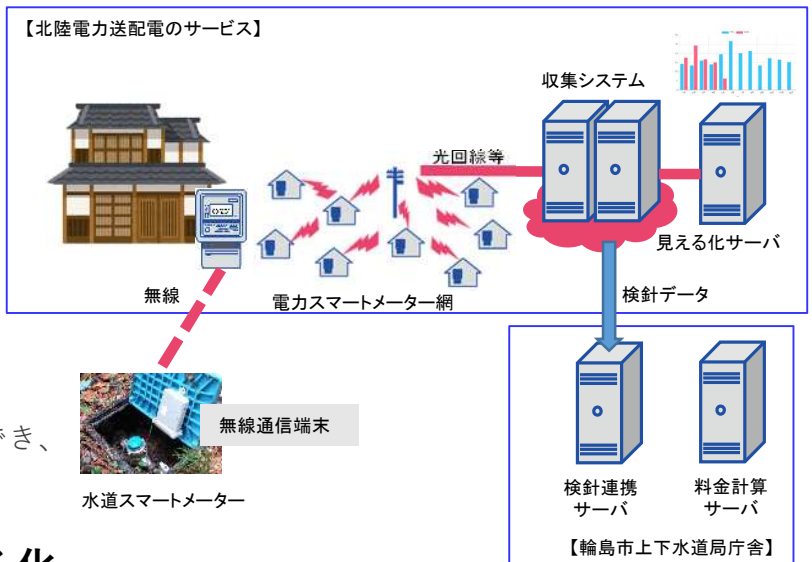 【北陸電力送配電のサービス】
収集システム
光回線等
見える化サーバ
無線
電力スマートメーター網
検針データ
無線通信端末
でき、
水道スマートメーター
検針連携
サーバ
料金計算
サーバ
【輪島市上下水道局庁舎】